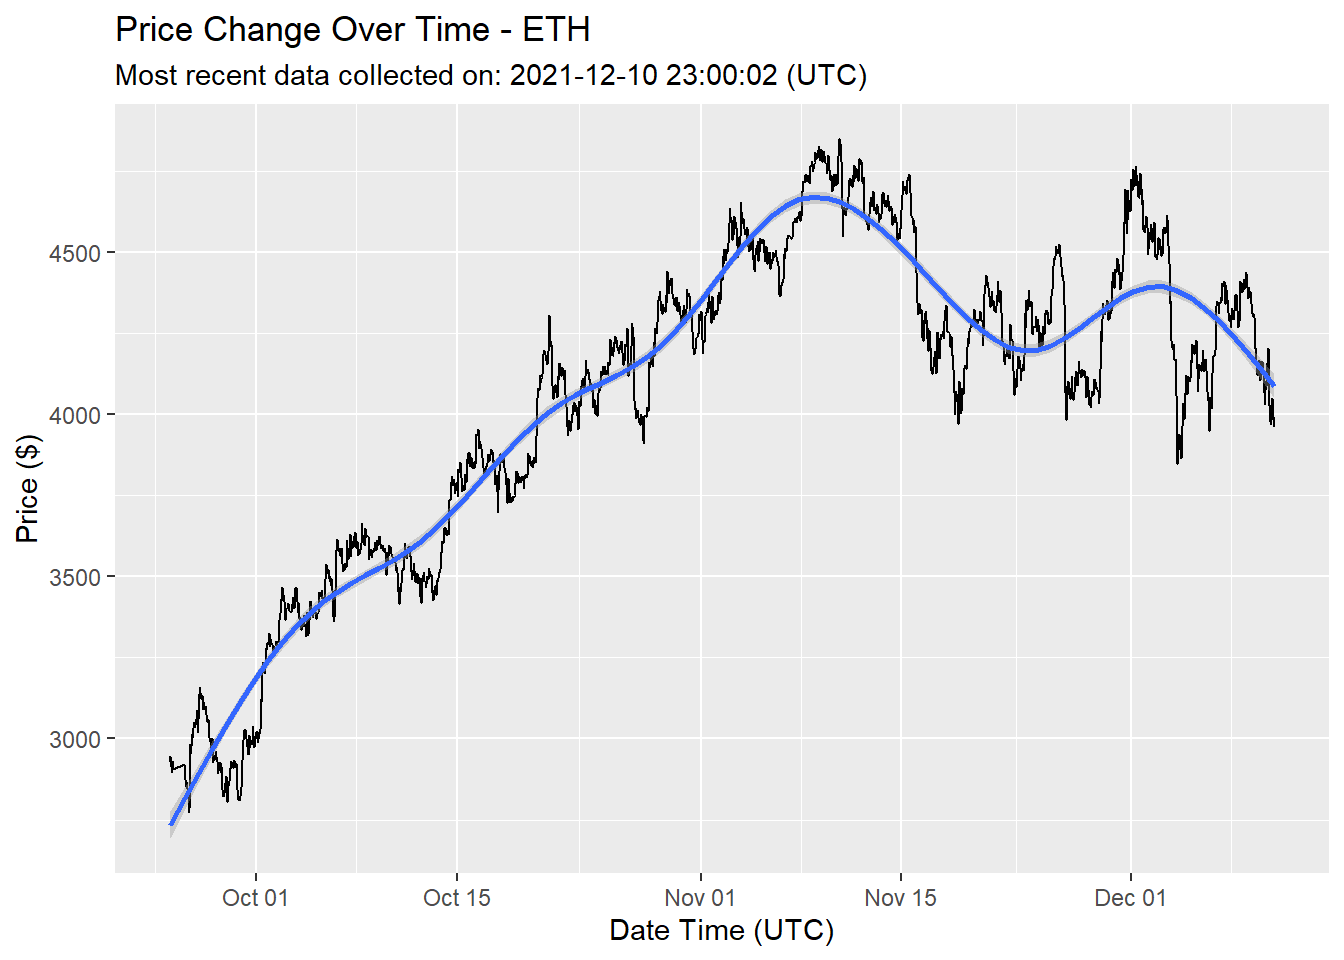 Price Change Over Time - ETH
Most recent data collected on: 2021-12-10 23:00:02 (UTC)
Price ($)
4500
4000
3500
3000
Oct 01 Oct 15 Nov 01 Nov 15 Dec 01
Date Time (UTC)